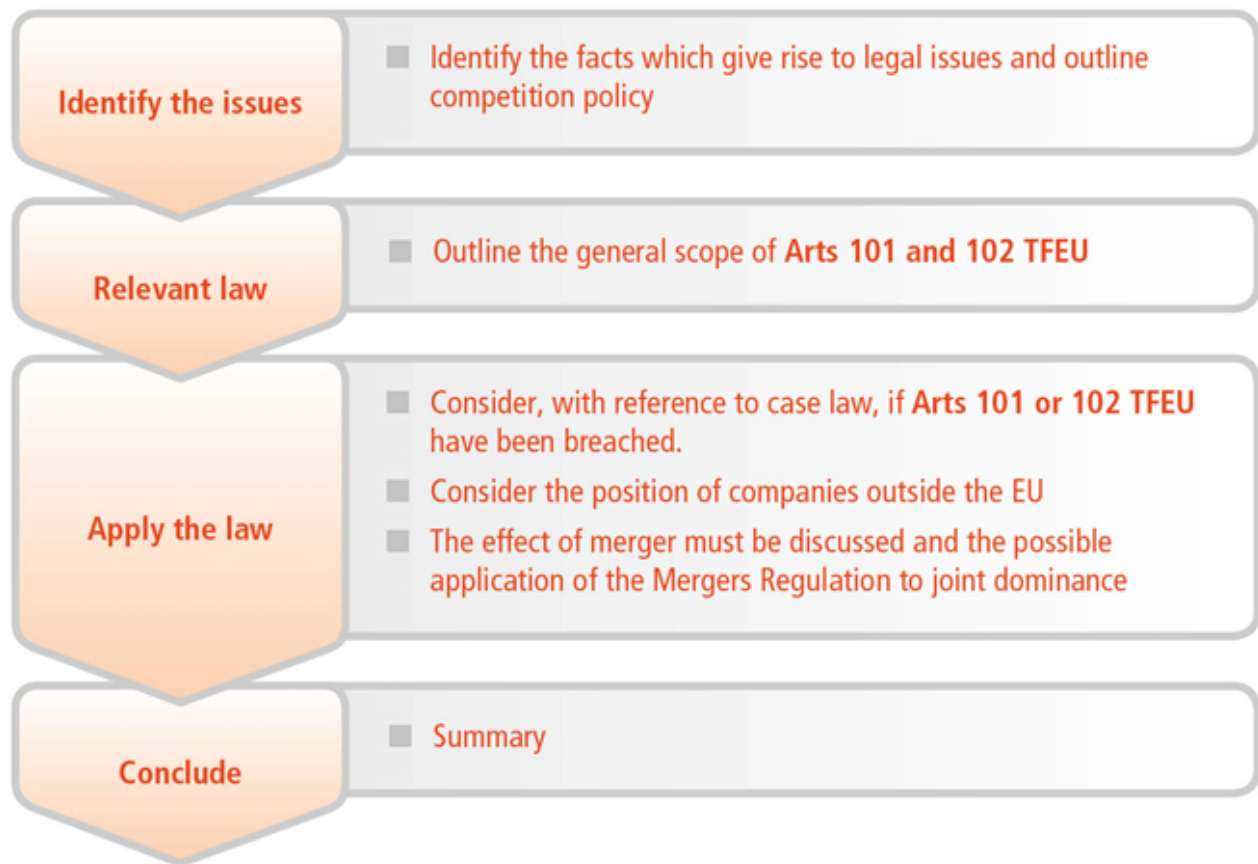 Identify the issues
■ Identify the facts which give rise to legal issues and outline
competition policy
Relevant law
■ Outline the general scope of Arts 101 and 102 TFEU
Apply the law
■ Consider, with reference to case law, if Arts 101 or 102 TFEU
have been breached.
■ Consider the position of companies outside the EU
■ The effect of merger must be discussed and the possible
application of the Mergers Regulation to joint dominance
Conclude
■ Summary